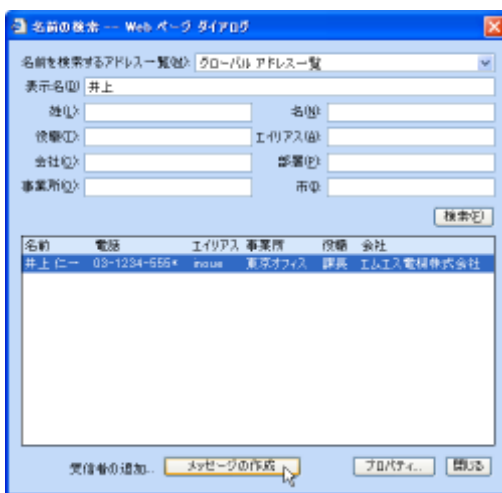 名前の検索 -- Web ページ ダイアログ
名前を検索するアドレス一覧(W): グローバル アドレス一覧
表示名(D) 井上
姓(L): 名(N):
役職(T): エイリアス(A):
会社(C): 部署(P):
事業所(O): 市(I):
検索(F)
名前 電話 エイリアス 事業所 役職 会社
井上 仁一 03-1234-555* inoue 東京オフィス 課長 エムエス電機株式会社
受信者の追加... メッセージの作成 プロパティ... 閉じる